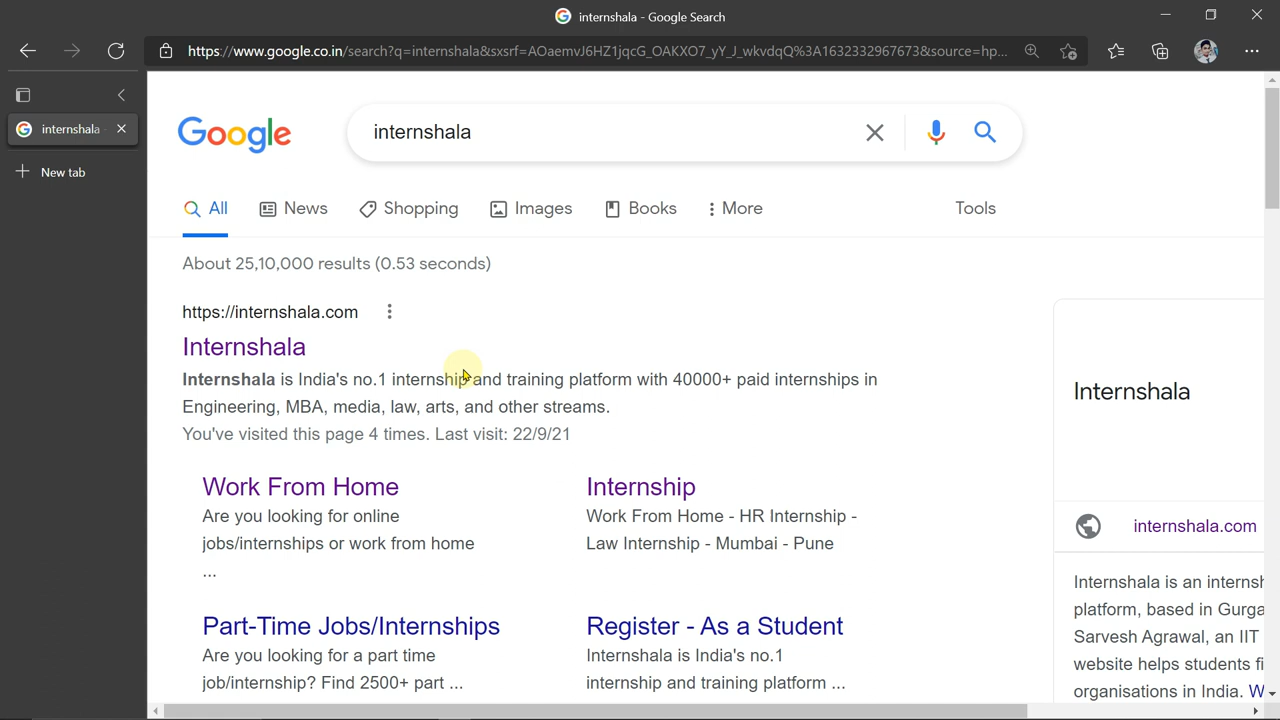 internshala - Google Search
https://www.google.co.in/search?q=internshala&sxsrf=AOaemvJ6HZ1jqcG_OAKXO7_yY_J_wkvdqQ%3A1632332967673&source=hp...
internshala
New tab
Google
internshala
All News Shopping Images Books More Tools
About 25,10,000 results (0.53 seconds)
https://internshala.com
Internshala
Internshala is India's no.1 internship and training platform with 40000+ paid internships in
Engineering, MBA, media, law, arts, and other streams.
You've visited this page 4 times. Last visit: 22/9/21
Work From Home
Are you looking for online
jobs/internships or work from home
...
Internship
Work From Home - HR Internship -
Law Internship - Mumbai - Pune
Part-Time Jobs/Internships
Are you looking for a part time
job/internship? Find 2500+ part ...
Register - As a Student
Internshala is India's no.1
internship and training platform ...
Internshala
internshala.com
Internshala is an internsh
platform, based in Gurga
Sarvesh Agrawal, an IIT
website helps students fi
organisations in India. W